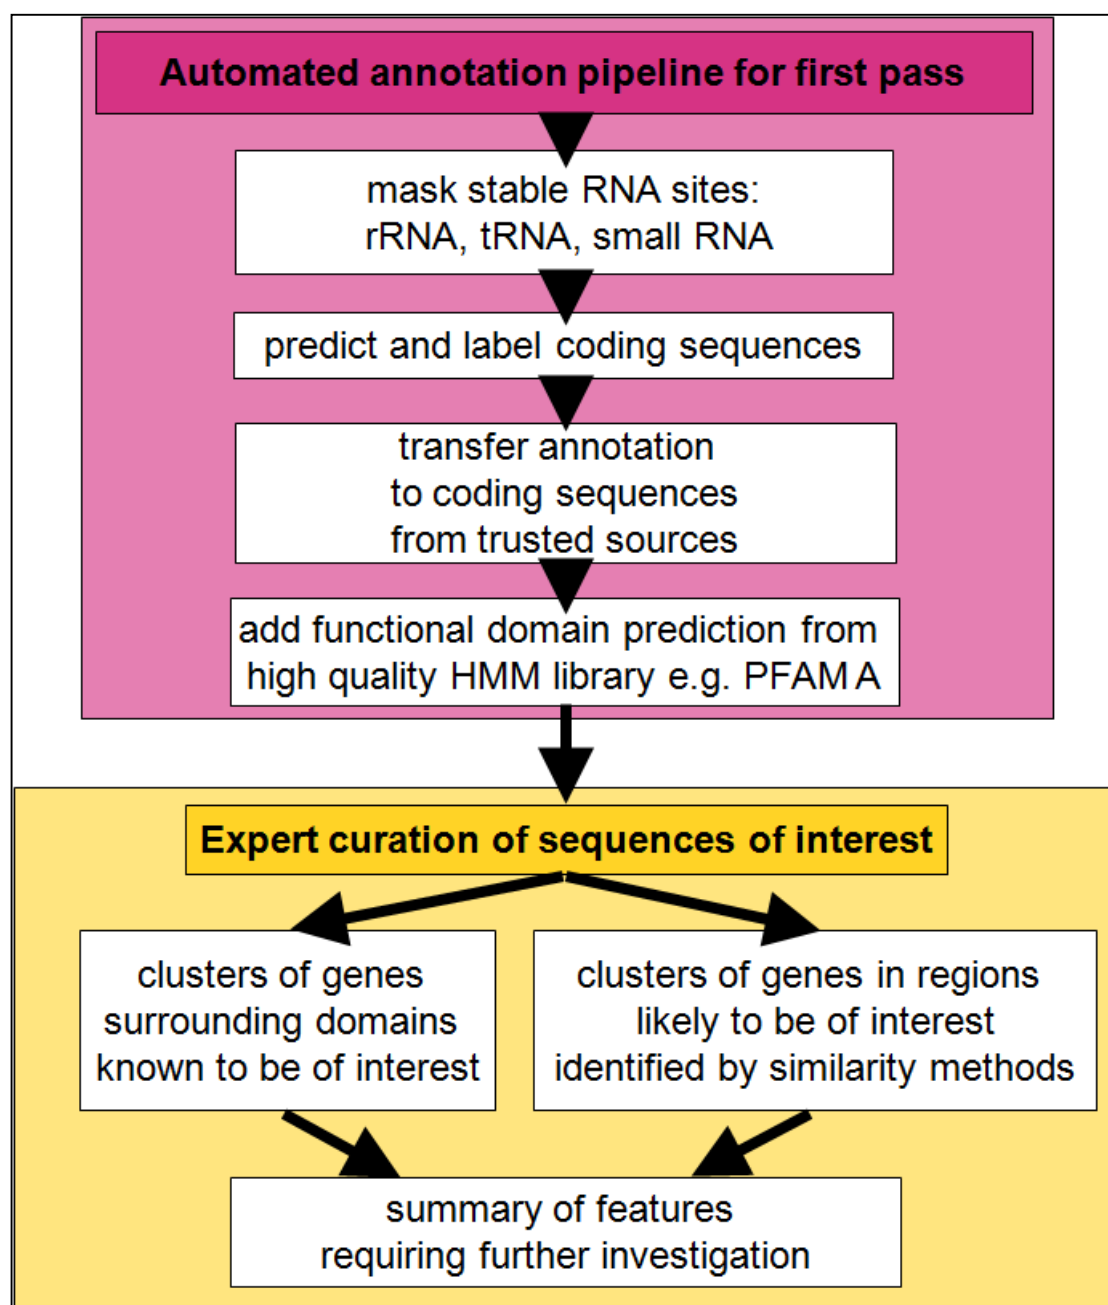 Automated annotation pipeline for first pass
mask stable RNA sites:
rRNA, tRNA, small RNA
predict and label coding sequences
transfer annotation
to coding sequences
from trusted sources
add functional domain prediction from
high quality HMM library e.g. PFAM A
Expert curation of sequences of interest
clusters of genes
surrounding domains
known to be of interest
clusters of genes in regions
likely to be of interest
identified by similarity methods
summary of features
requiring further investigation